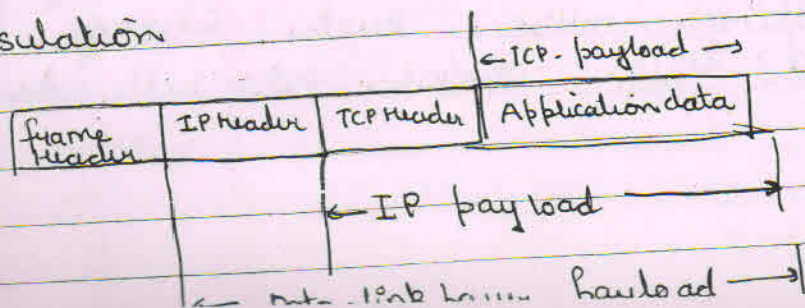 sulation
TCP-payload
frame IP Header TCP Header Application data
Header
IP payload
payload